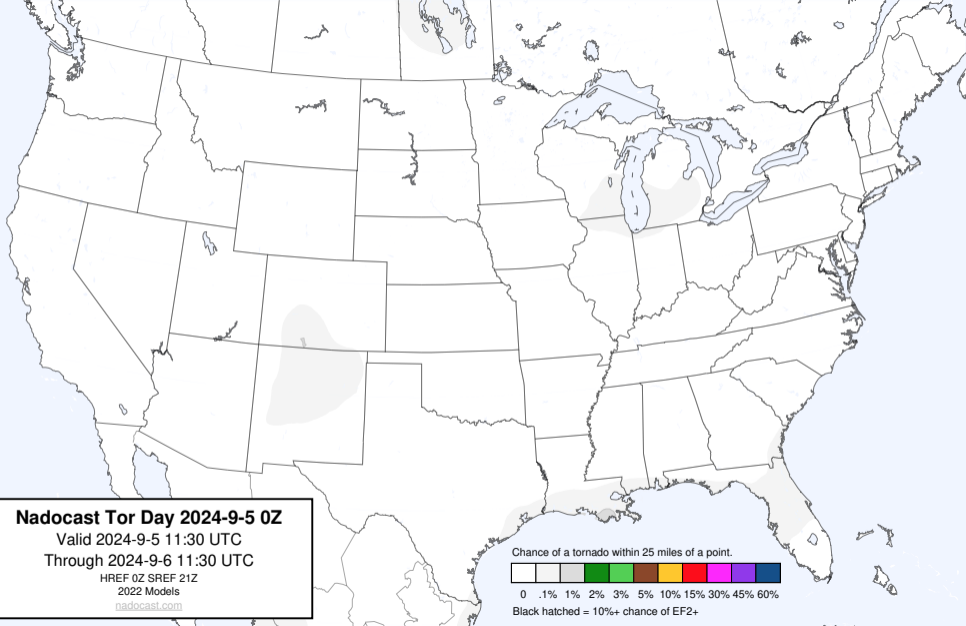 Nadocast Tor Day 2024-9-5 0Z
Valid 2024-9-5 11:30 UTC
Through 2024-9-6 11:30 UTC
HREF 0Z SREF 21Z
2022 Models
nadocast.com
Chance of a tornado within 25 miles of a point.
0 .1% 1% 2% 3% 5% 10% 15% 30% 45% 60%
Black hatched = 10%+ chance of EF2+